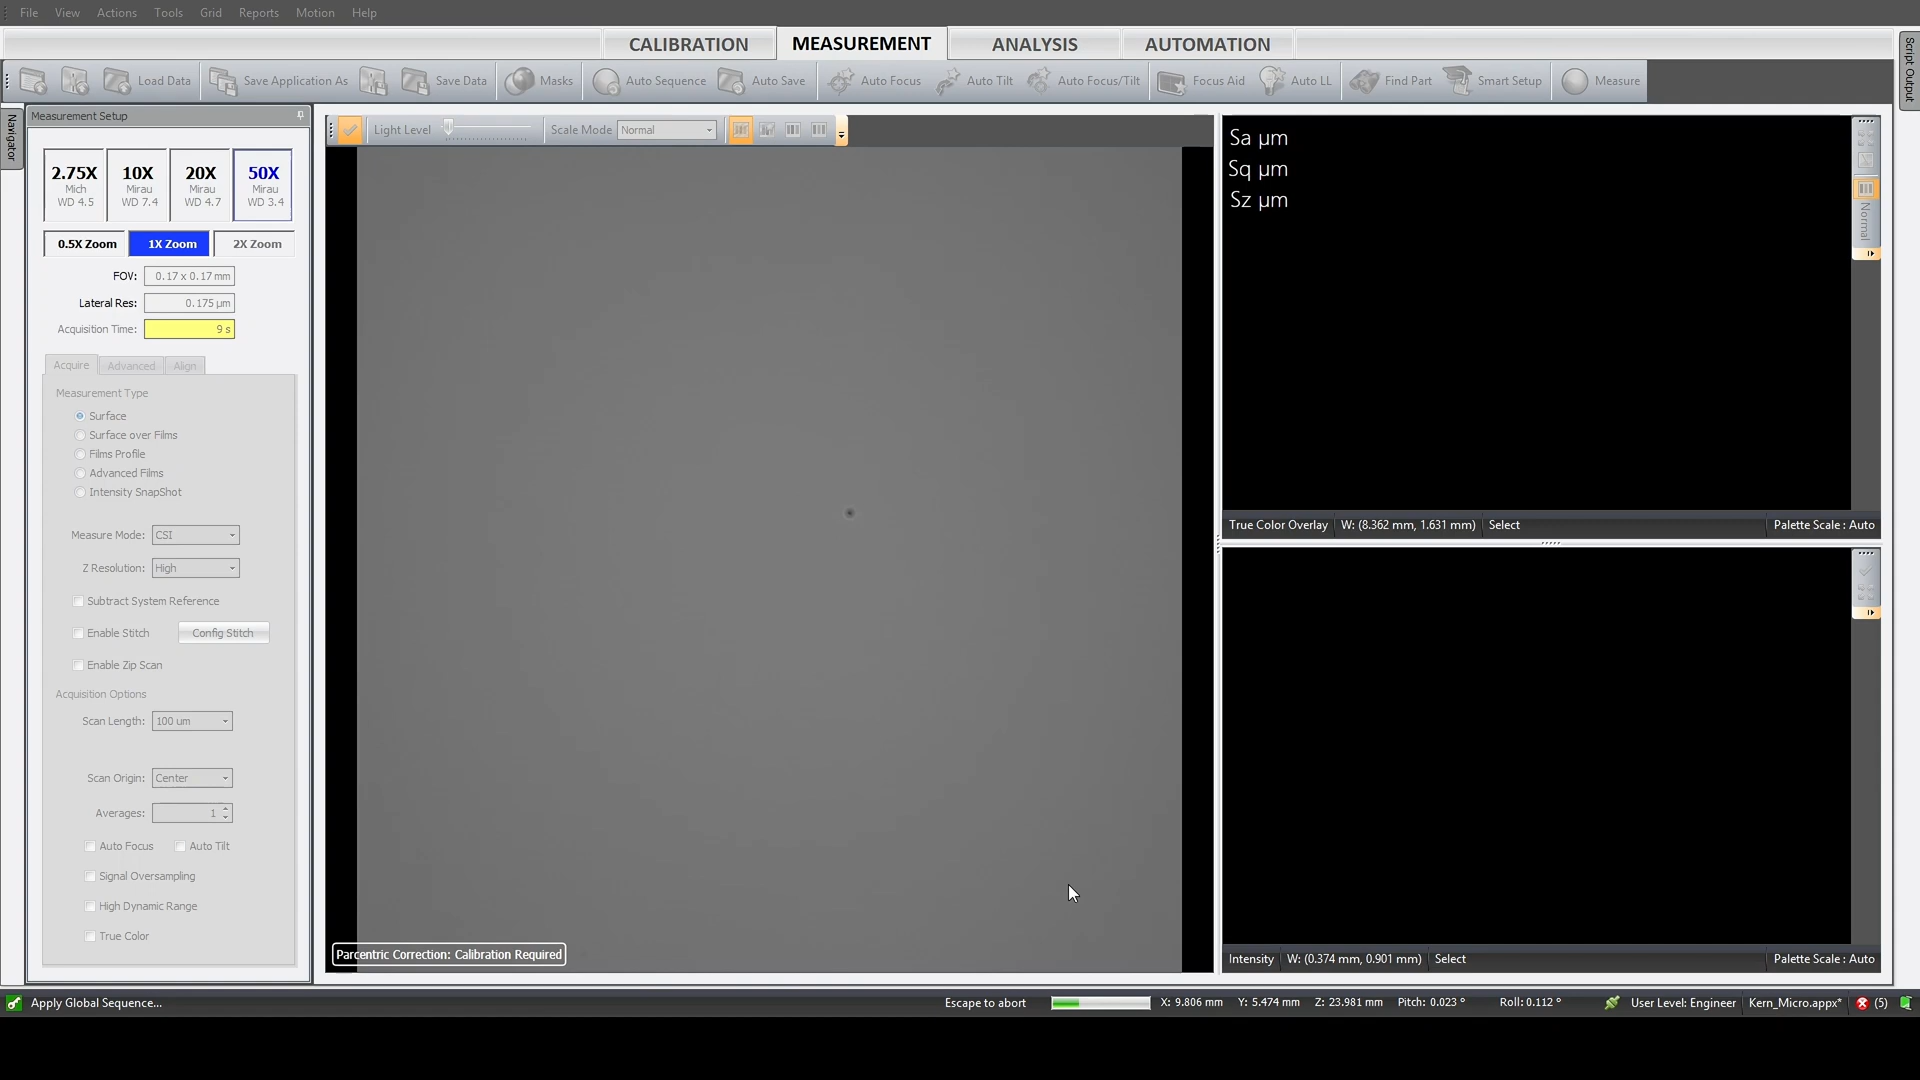 File View Actions Tools Grid Reports Motion Help
CALIBRATION MEASUREMENT ANALYSIS AUTOMATION
Load Data Save Application As Save Data Masks Auto Sequence Auto Save Auto Focus Auto Tilt Auto Focus/Tilt Focus Aid Auto LL Find Part Smart Setup Measure
Script Output
Navigator
Measurement Setup
2.75X 10X 20X 50X
Mich Mirau Mirau Mirau
WD 4.5 WD 7.4 WD 4.7 WD 3.4
0.5X Zoom 1X Zoom 2X Zoom
FOV: 0.17 x 0.17 mm
Lateral Res: 0.175 µm
Acquisition Time: 9 s
Acquire Advanced Align
Measurement Type
Surface
Surface over Films
Films Profile
Advanced Films
Intensity SnapShot
Measure Mode: CSI
Z Resolution: High
Subtract System Reference
Enable Stitch Config Stitch
Enable Zip Scan
Acquisition Options
Scan Length: 100 um
Scan Origin: Center
Averages: 1
Auto Focus Auto Tilt
Signal Oversampling
High Dynamic Range
True Color
Light Level Scale Mode Normal
Parcentric Correction: Calibration Required
Sa µm
Sq µm
Sz µm
Normal
True Color Overlay W: (8.362 mm, 1.631 mm) Select Palette Scale : Auto
Intensity W: (0.374 mm, 0.901 mm) Select Palette Scale : Auto
Apply Global Sequence... Escape to abort X: 9.806 mm Y: 5.474 mm Z: 23.981 mm Pitch: 0.023 ° Roll: 0.112 ° User Level: Engineer Kern_Micro.appx* (5)